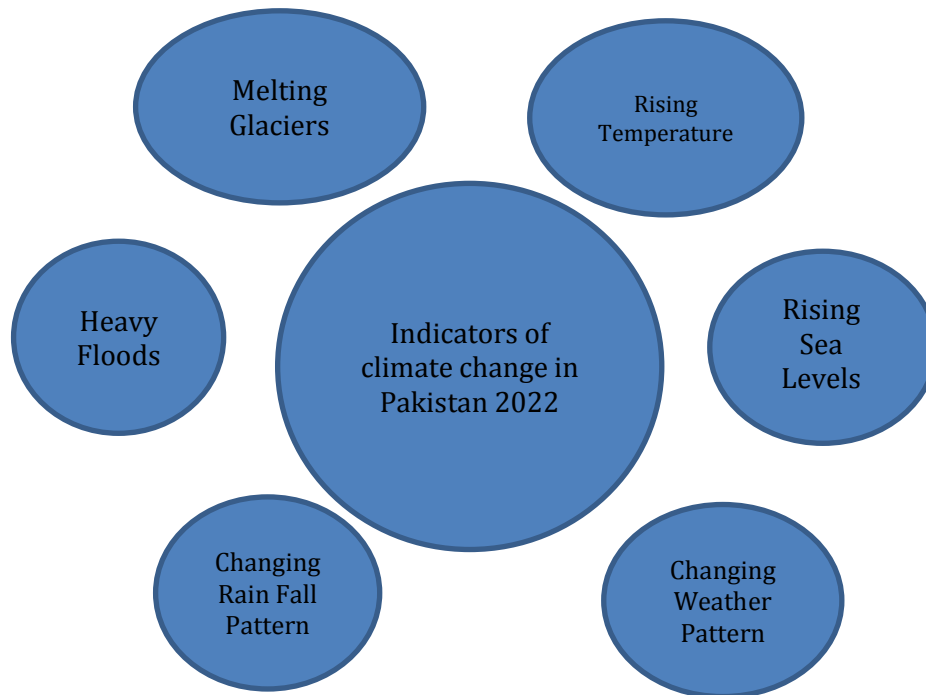 Melting
Glaciers
Rising
Temperature
Heavy
Floods
Indicators of
climate change in
Pakistan 2022
Rising
Sea
Levels
Changing
Rain Fall
Pattern
Changing
Weather
Pattern